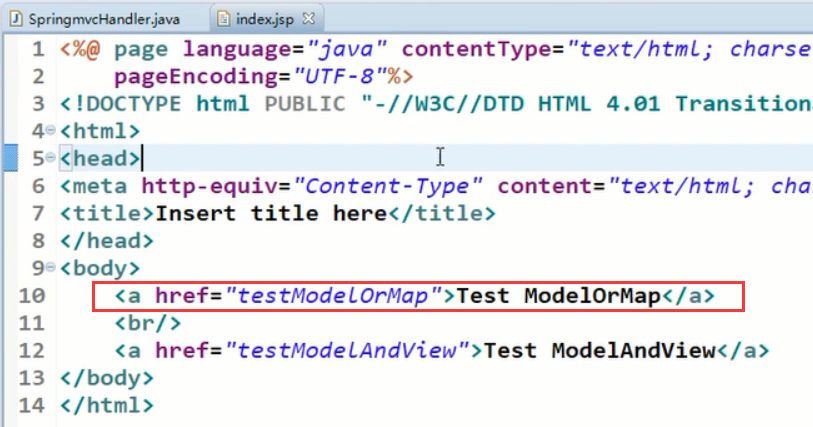 SpringmvcHandler.java index.jsp
1 <%@ page language="java" contentType="text/html; charse
2 pageEncoding="UTF-8"%>
3 <!DOCTYPE html PUBLIC "-//W3C//DTD HTML 4.01 Transition
4 <html>
5 <head>
6 <meta http-equiv="Content-Type" content="text/html; cha
7 <title>Insert title here</title>
8 </head>
9 <body>
10 <a href="testModelOrMap">Test ModelOrMap</a>
11 <br/>
12 <a href="testModelAndView">Test ModelAndView</a>
13 </body>
14 </html>